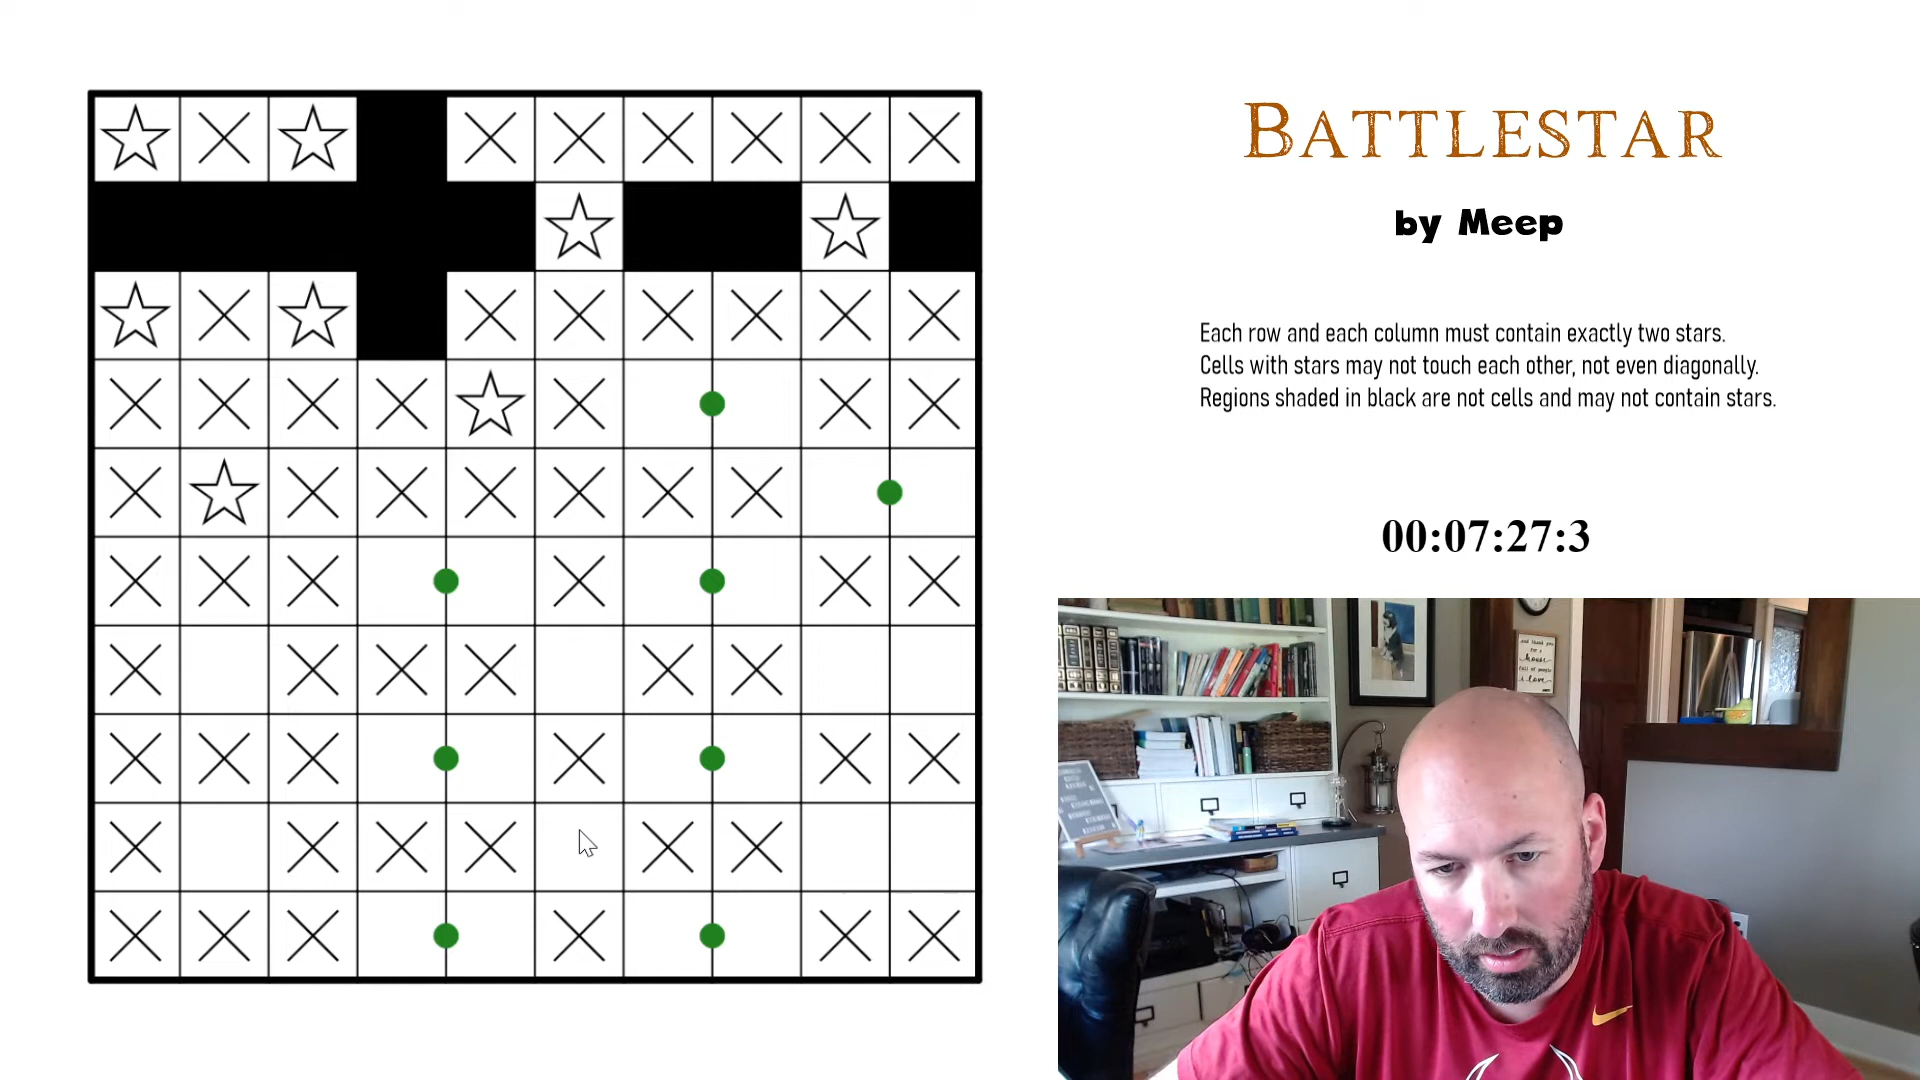 BATTLESTAR
by Meep
Each row and each column must contain exactly two stars.
Cells with stars may not touch each other, not even diagonally.
Regions shaded in black are not cells and may not contain stars.
00:07:27:3